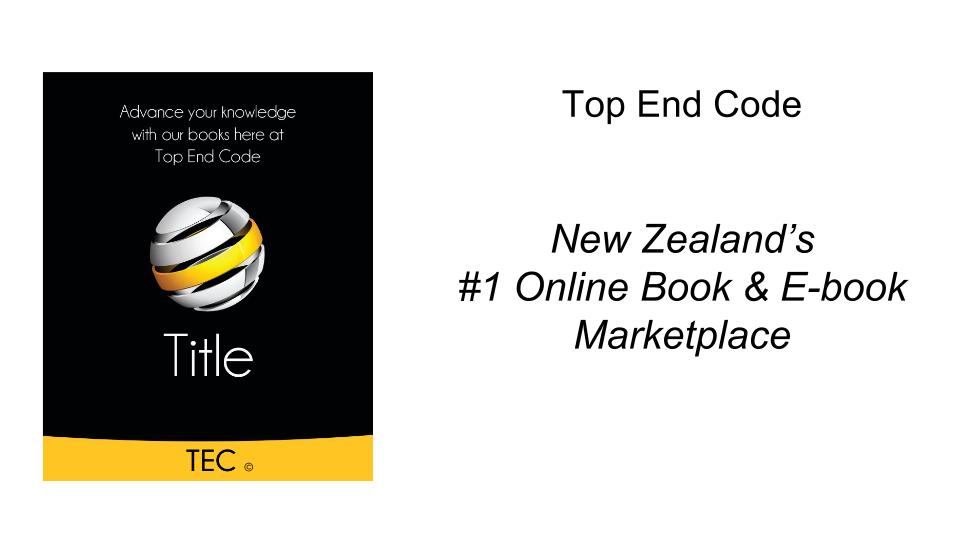 Advance your knowledge
with our books here at
Top End Code
Title
TEC ©
Top End Code
New Zealand’s
#1 Online Book & E-book
Marketplace